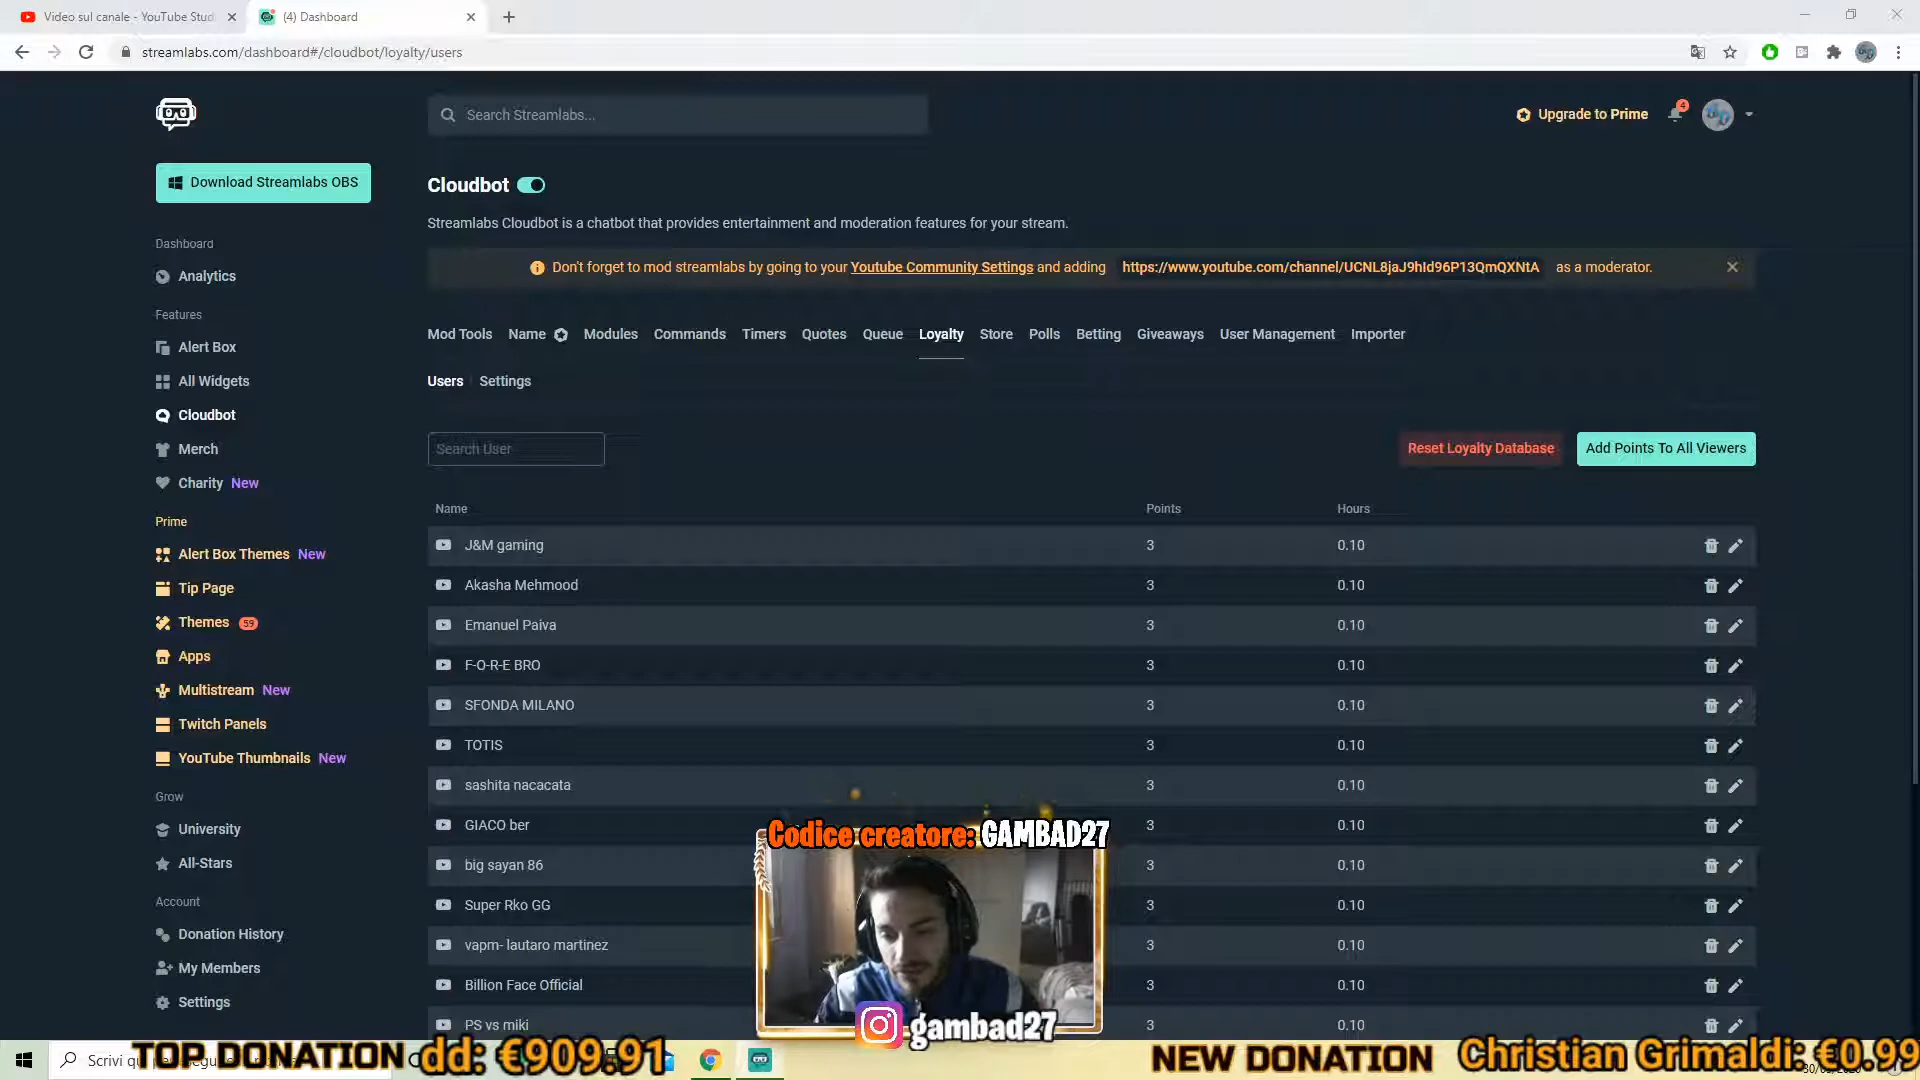 Video sul canale - YouTube Stud
(4) Dashboard
streamlabs.com/dashboard#/cloudbot/loyalty/users
Search Streamlabs...
Upgrade to Prime
4
Download Streamlabs OBS
Cloudbot
Streamlabs Cloudbot is a chatbot that provides entertainment and moderation features for your stream.
Don't forget to mod streamlabs by going to your Youtube Community Settings and adding https://www.youtube.com/channel/UCNL8jaJ9hId96P13QmQXNtA as a moderator.
Dashboard
Analytics
Features
Alert Box
All Widgets
Cloudbot
Merch
Charity New
Prime
Alert Box Themes New
Tip Page
Themes 59
Apps
Multistream New
Twitch Panels
YouTube Thumbnails New
Grow
University
All-Stars
Account
Donation History
My Members
Settings
Mod Tools Name Modules Commands Timers Quotes Queue Loyalty Store Polls Betting Giveaways User Management Importer
Users Settings
Search User
Reset Loyalty Database
Add Points To All Viewers
Name Points Hours
J&M gaming 3 0.10
Akasha Mehmood 3 0.10
Emanuel Paiva 3 0.10
F-O-R-E BRO 3 0.10
SFONDA MILANO 3 0.10
TOTIS 3 0.10
sashita nacacata 3 0.10
GIACO ber 3 0.10
big sayan 86 3 0.10
Super Rko GG 3 0.10
vapm- lautaro martinez 3 0.10
Billion Face Official 3 0.10
PS vs miki 3 0.10
Codice creatore: GAMBAD27
gambad27
Scrivi qui
TOP DONATION dd: €909.91
NEW DONATION Christian Grimaldi: €0.99